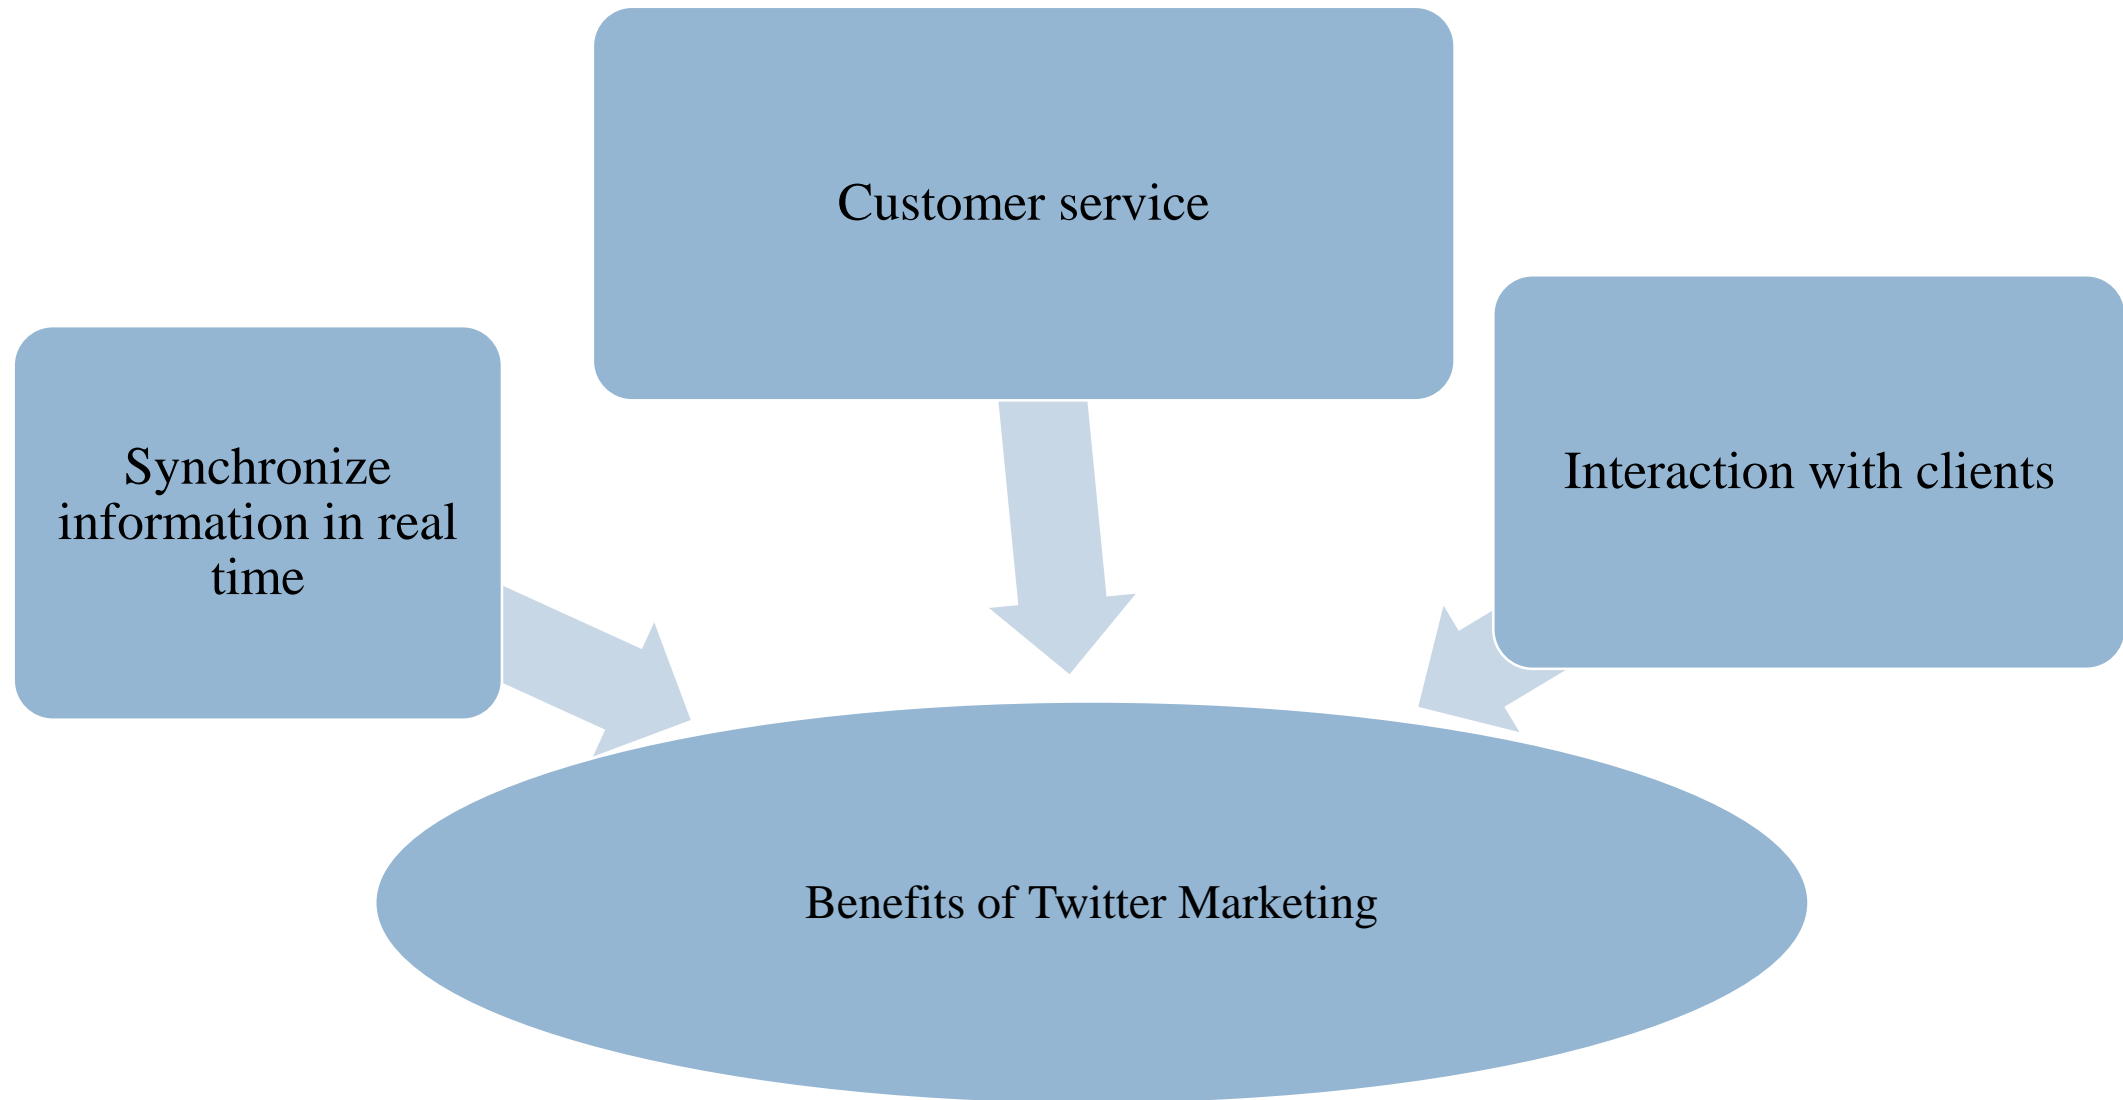 Customer service
Synchronize
information in real
time
Interaction with clients
Benefits of Twitter Marketing